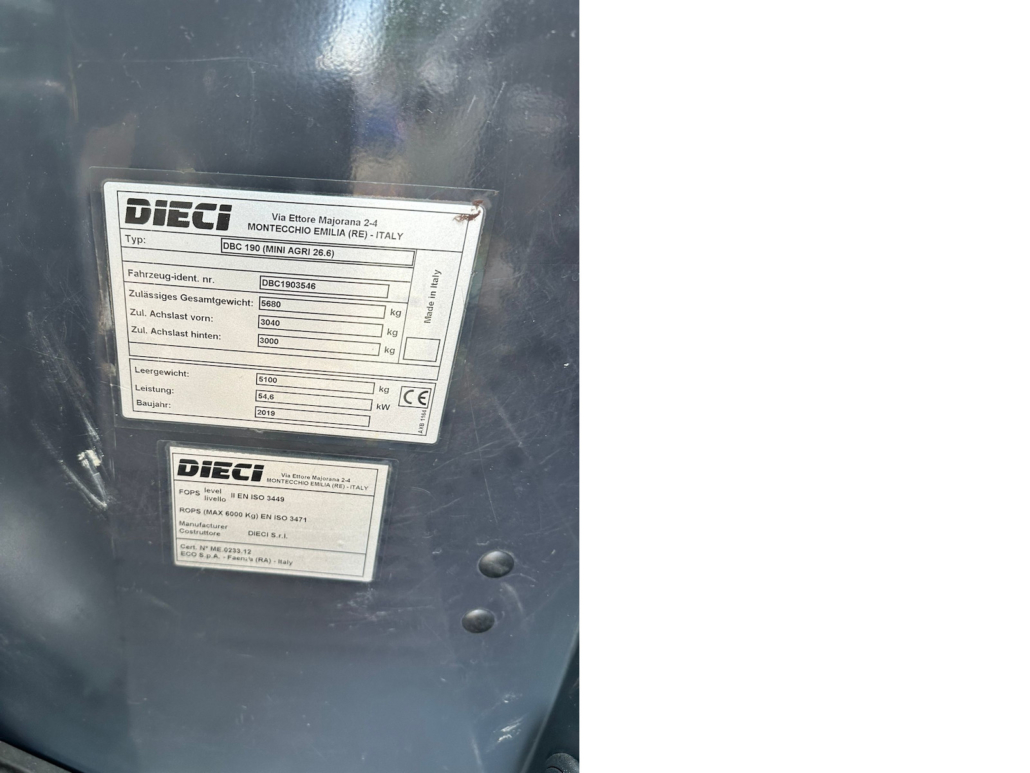 DIECI
Via Ettore Majorana 2-4
MONTECCHIO EMILIA (RE) - ITALY
Typ: DBC 190 (MINI AGRI 26.6)
Fahrzeug-ident. nr. DBC1903546
Zulässiges Gesamtgewicht: 5680 kg
Zul. Achslast vorn: 3040 kg
Zul. Achslast hinten: 3000 kg
Made in Italy
Leergewicht: 5100 kg
Leistung: 54,6 kW
Baujahr: 2019
CE
DIECI
Via Ettore Majorana 2-4
MONTECCHIO EMILIA (RE) - ITALY
FOPS level livello II EN ISO 3449
ROPS (MAX 6000 Kg) EN ISO 3471
Manufacturer
Costruttore DIECI S.r.l.
Cert. N° ME.0233.12
ECO S.p.A. - (RA) - Italy